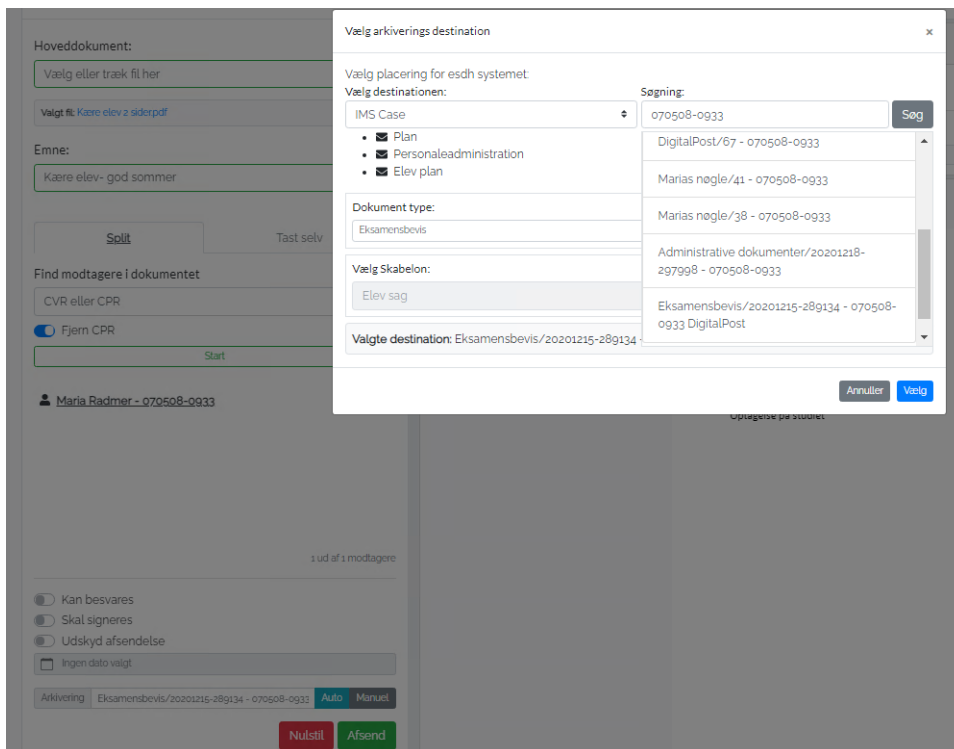 Vælg arkiverings destination
×
Vælg placering for esdh systemet:
Vælg destinationen:
IMS Case
Plan
Personaleadministration
Elev plan
Søgning:
070508-0933
Søg
DigitalPost/67 - 070508-0933
Marias nøgle/41 - 070508-0933
Marias nøgle/38 - 070508-0933
Administrative dokumenter/20201218-
297998 - 070508-0933
Eksamensbevis/20201215-289134 - 070508-
0933 DigitalPost
Dokument type:
Eksamensbevis
Vælg Skabelon:
Elev sag
Valgte destination: Eksamensbevis/20201215-289134 -
Annuller
Vælg
Hoveddokument:
Vælg eller træk fil her
Valgt fil: Kære elev 2 sider.pdf
Emne:
Kære elev- god sommer
Split
Tast selv
Find modtagere i dokumentet
CVR eller CPR
Fjern CPR
Start
Maria Radmer - 070508-0933
1 ud af 1 modtagere
Kan besvares
Skal signeres
Udskyd afsendelse
Ingen dato valgt
Arkivering
Eksamensbevis/20201215-289134 - 070508-0933
Auto
Manuel
Nulstil
Afsend
Optagelse på studiet